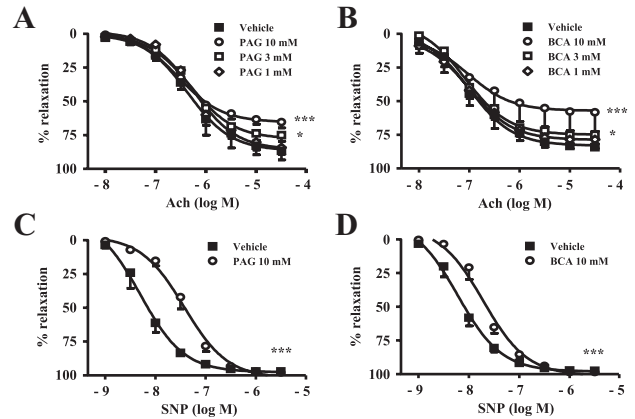 A
B
Vehicle
PAG 10 mM
PAG 3 mM
PAG 1 mM
Vehicle
BCA 10 mM
BCA 3 mM
BCA 1 mM
% relaxation
0
25
50
75
100
***
*
- 8
- 7
- 6
- 5
- 4
Ach (log M)
% relaxation
0
25
50
75
100
***
*
- 8
- 7
- 6
- 5
- 4
Ach (log M)
C
D
Vehicle
PAG 10 mM
Vehicle
BCA 10 mM
% relaxation
0
25
50
75
100
***
- 9
- 8
- 7
- 6
- 5
SNP (log M)
% relaxation
0
25
50
75
100
***
- 9
- 8
- 7
- 6
- 5
SNP (log M)